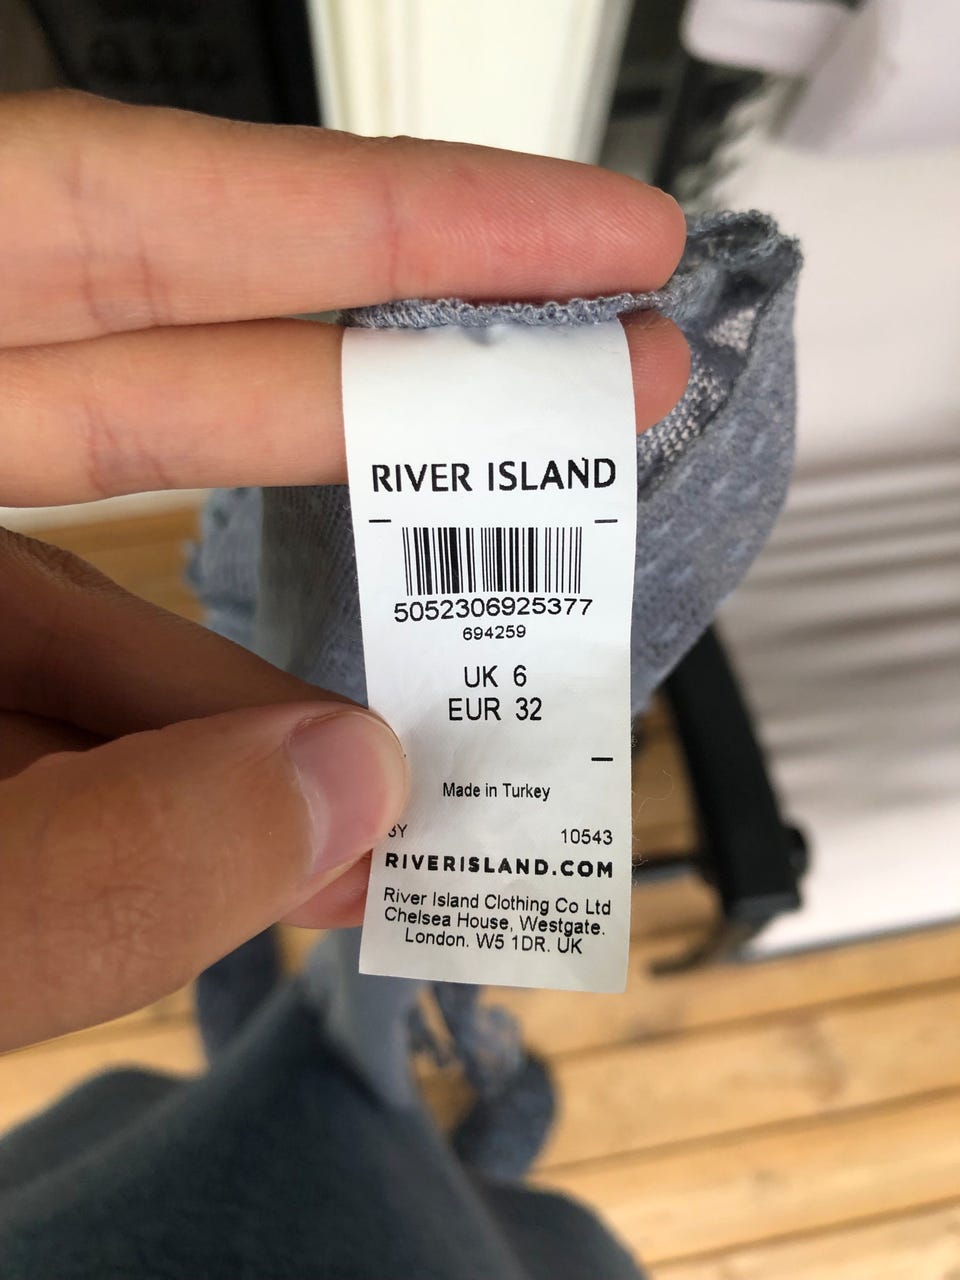 RIVER ISLAND
5052306925377
694259
UK 6
EUR 32
Made in Turkey
10543
RIVERISLAND.COM
River Island Clothing Co Ltd
Chelsea House, Westgate.
London. W5 1DR. UK